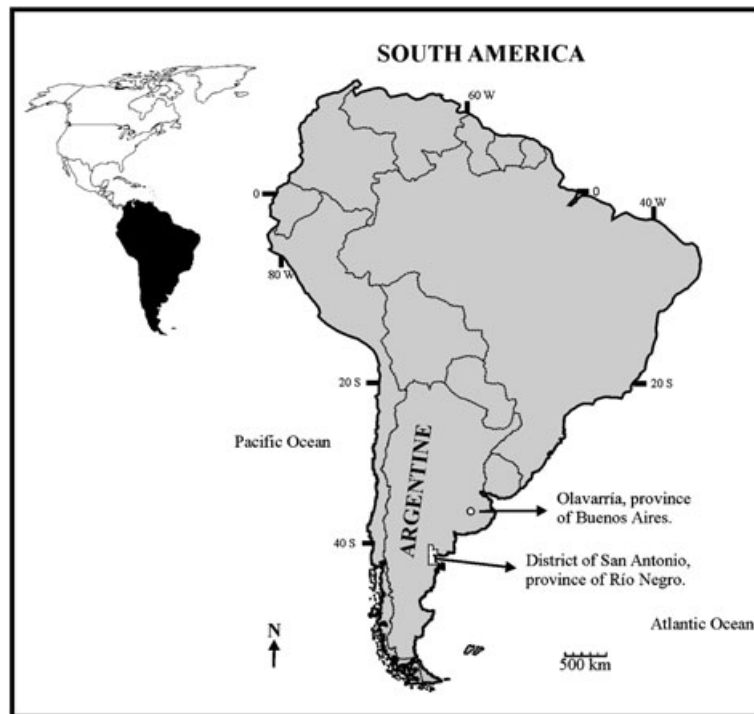 SOUTH AMERICA
60 W
0
0
40 W
80 W
20 S
20 S
Pacific Ocean
ARGENTINE
Olavarría, province
of Buenos Aires.
40 S
District of San Antonio,
province of Río Negro.
N
Atlantic Ocean
500 km